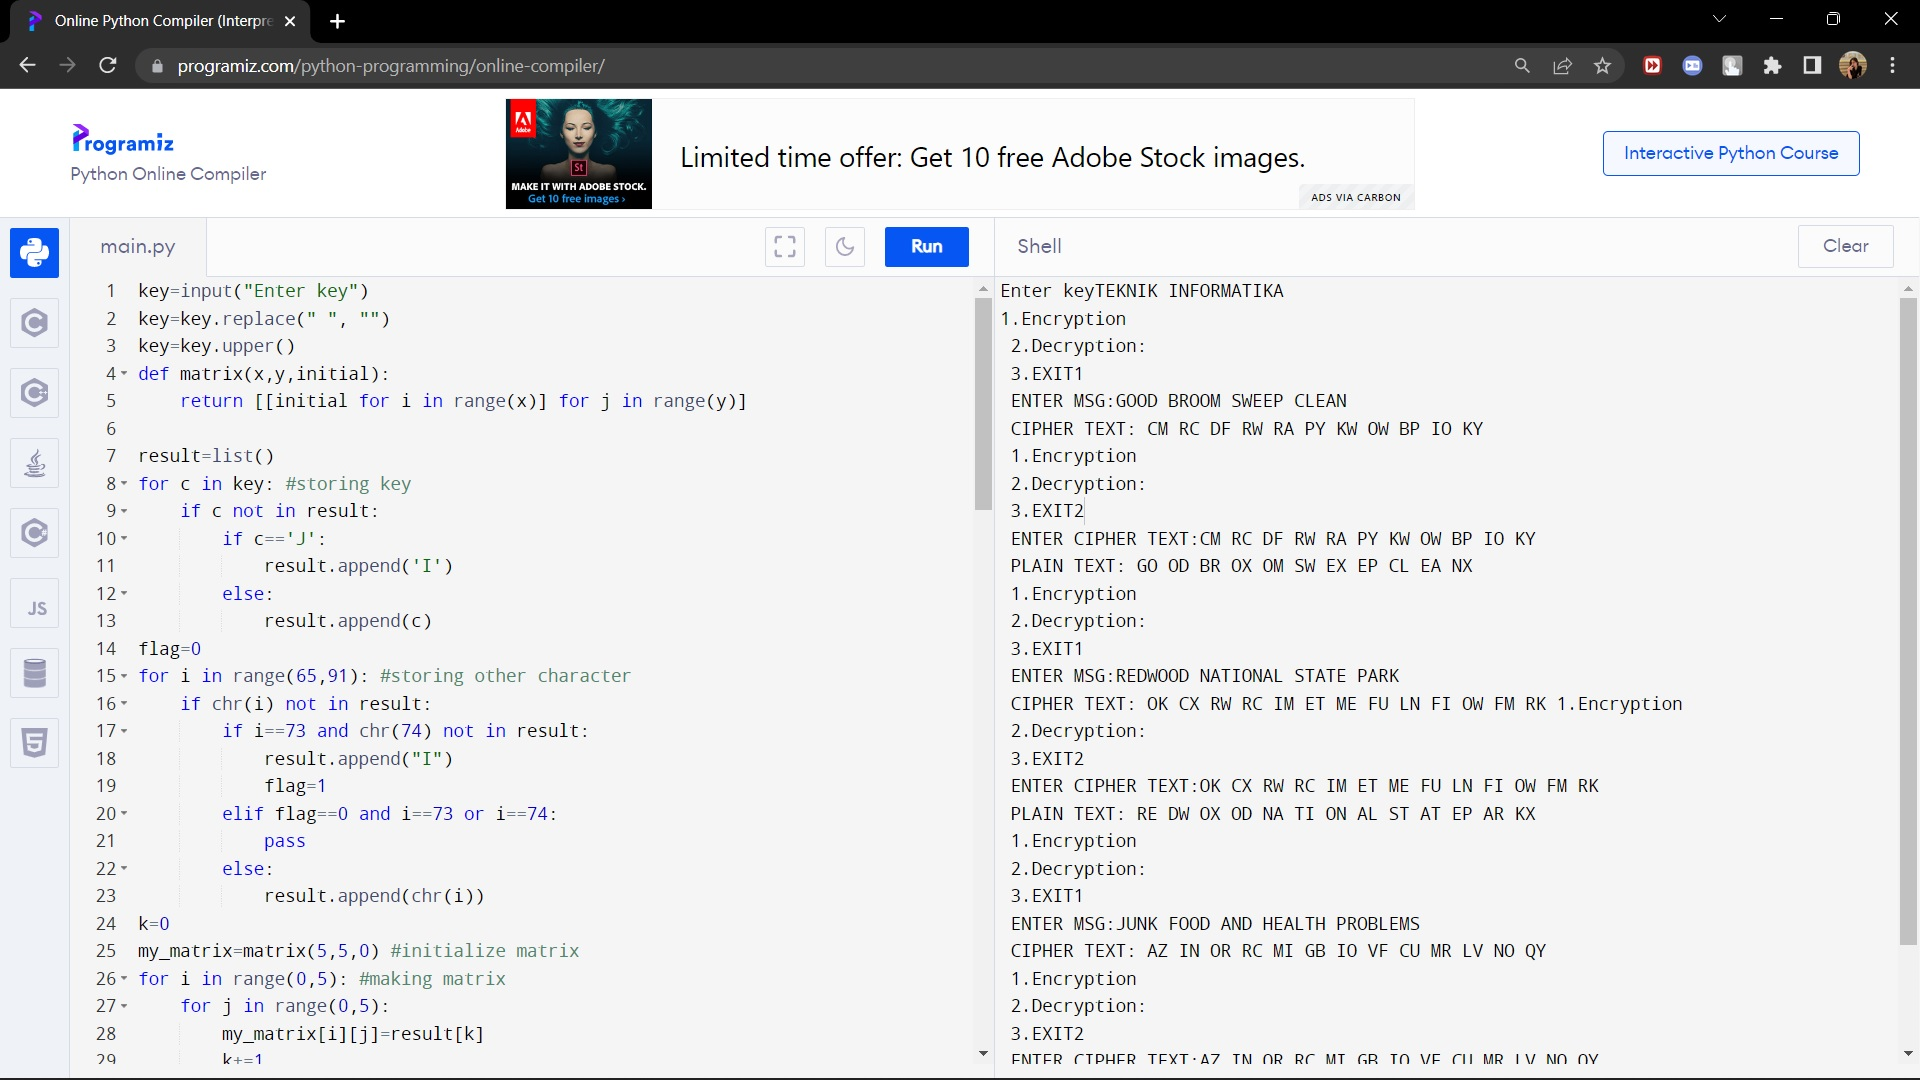 Online Python Compiler (Interpre
programiz.com/python-programming/online-compiler/
Programiz
Python Online Compiler
Adobe
St
MAKE IT WITH ADOBE STOCK.
Get 10 free images ›
Limited time offer: Get 10 free Adobe Stock images.
ADS VIA CARBON
Interactive Python Course
main.py
Run
Shell
Clear
JS
1 key=input("Enter key")
2 key=key.replace(" ", "")
3 key=key.upper()
4 def matrix(x,y,initial):
5 return [[initial for i in range(x)] for j in range(y)]
6
7 result=list()
8 for c in key: #storing key
9 if c not in result:
10 if c=='J':
11 result.append('I')
12 else:
13 result.append(c)
14 flag=0
15 for i in range(65,91): #storing other character
16 if chr(i) not in result:
17 if i==73 and chr(74) not in result:
18 result.append("I")
19 flag=1
20 elif flag==0 and i==73 or i==74:
21 pass
22 else:
23 result.append(chr(i))
24 k=0
25 my_matrix=matrix(5,5,0) #initialize matrix
26 for i in range(0,5): #making matrix
27 for j in range(0,5):
28 my_matrix[i][j]=result[k]
29 k+=1
Enter keyTEKNIK INFORMATIKA
1.Encryption
2.Decryption:
3.EXIT1
ENTER MSG:GOOD BROOM SWEEP CLEAN
CIPHER TEXT: CM RC DF RW RA PY KW OW BP IO KY
1.Encryption
2.Decryption:
3.EXIT2
ENTER CIPHER TEXT:CM RC DF RW RA PY KW OW BP IO KY
PLAIN TEXT: GO OD BR OX OM SW EX EP CL EA NX
1.Encryption
2.Decryption:
3.EXIT1
ENTER MSG:REDWOOD NATIONAL STATE PARK
CIPHER TEXT: OK CX RW RC IM ET ME FU LN FI OW FM RK 1.Encryption
2.Decryption:
3.EXIT2
ENTER CIPHER TEXT:OK CX RW RC IM ET ME FU LN FI OW FM RK
PLAIN TEXT: RE DW OX OD NA TI ON AL ST AT EP AR KX
1.Encryption
2.Decryption:
3.EXIT1
ENTER MSG:JUNK FOOD AND HEALTH PROBLEMS
CIPHER TEXT: AZ IN OR RC MI GB IO VF CU MR LV NO QY
1.Encryption
2.Decryption:
3.EXIT2
ENTER CIPHER TEXT:AZ IN OR RC MI GB IO VF CU MR LV NO QY